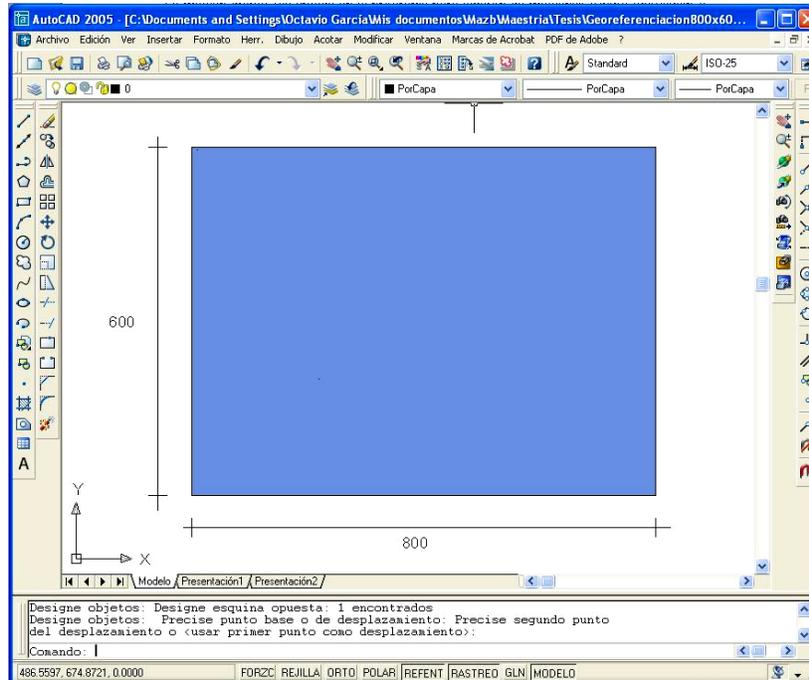 AutoCAD 2005 - [C:\Documents and Settings\Octavio García\Mis documentos\Mazb\Maestria\Tesis\Georeferenciacion800x60...
Archivo Edición Ver Insertar Formato Herr. Dibujo Acotar Modificar Ventana Marcas de Acrobat PDF de Adobe ?
Standard ISO-25
0 PorCapa PorCapa PorCapa
600
Y
X
800
A
Modelo Presentación1 Presentación2
Designe objetos: Designe esquina opuesta: 1 encontrados
Designe objetos: Precise punto base o de desplazamiento: Precise segundo punto
del desplazamiento o <usar primer punto como desplazamiento>:
Comando:
486.5597, 674.8721, 0.0000 FORZC REJILLA ORTO POLAR REFENT RASTREO GLN MODELO